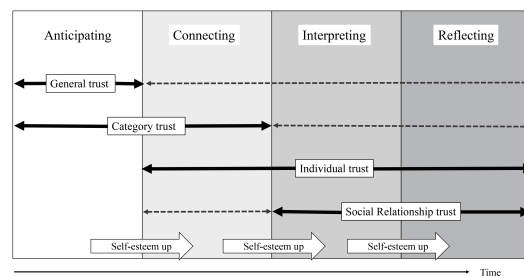 Anticipating Connecting Interpreting Reflecting
General trust
Category trust
Individual trust
Social Relationship trust
Self-esteem up Self-esteem up Self-esteem up
Time